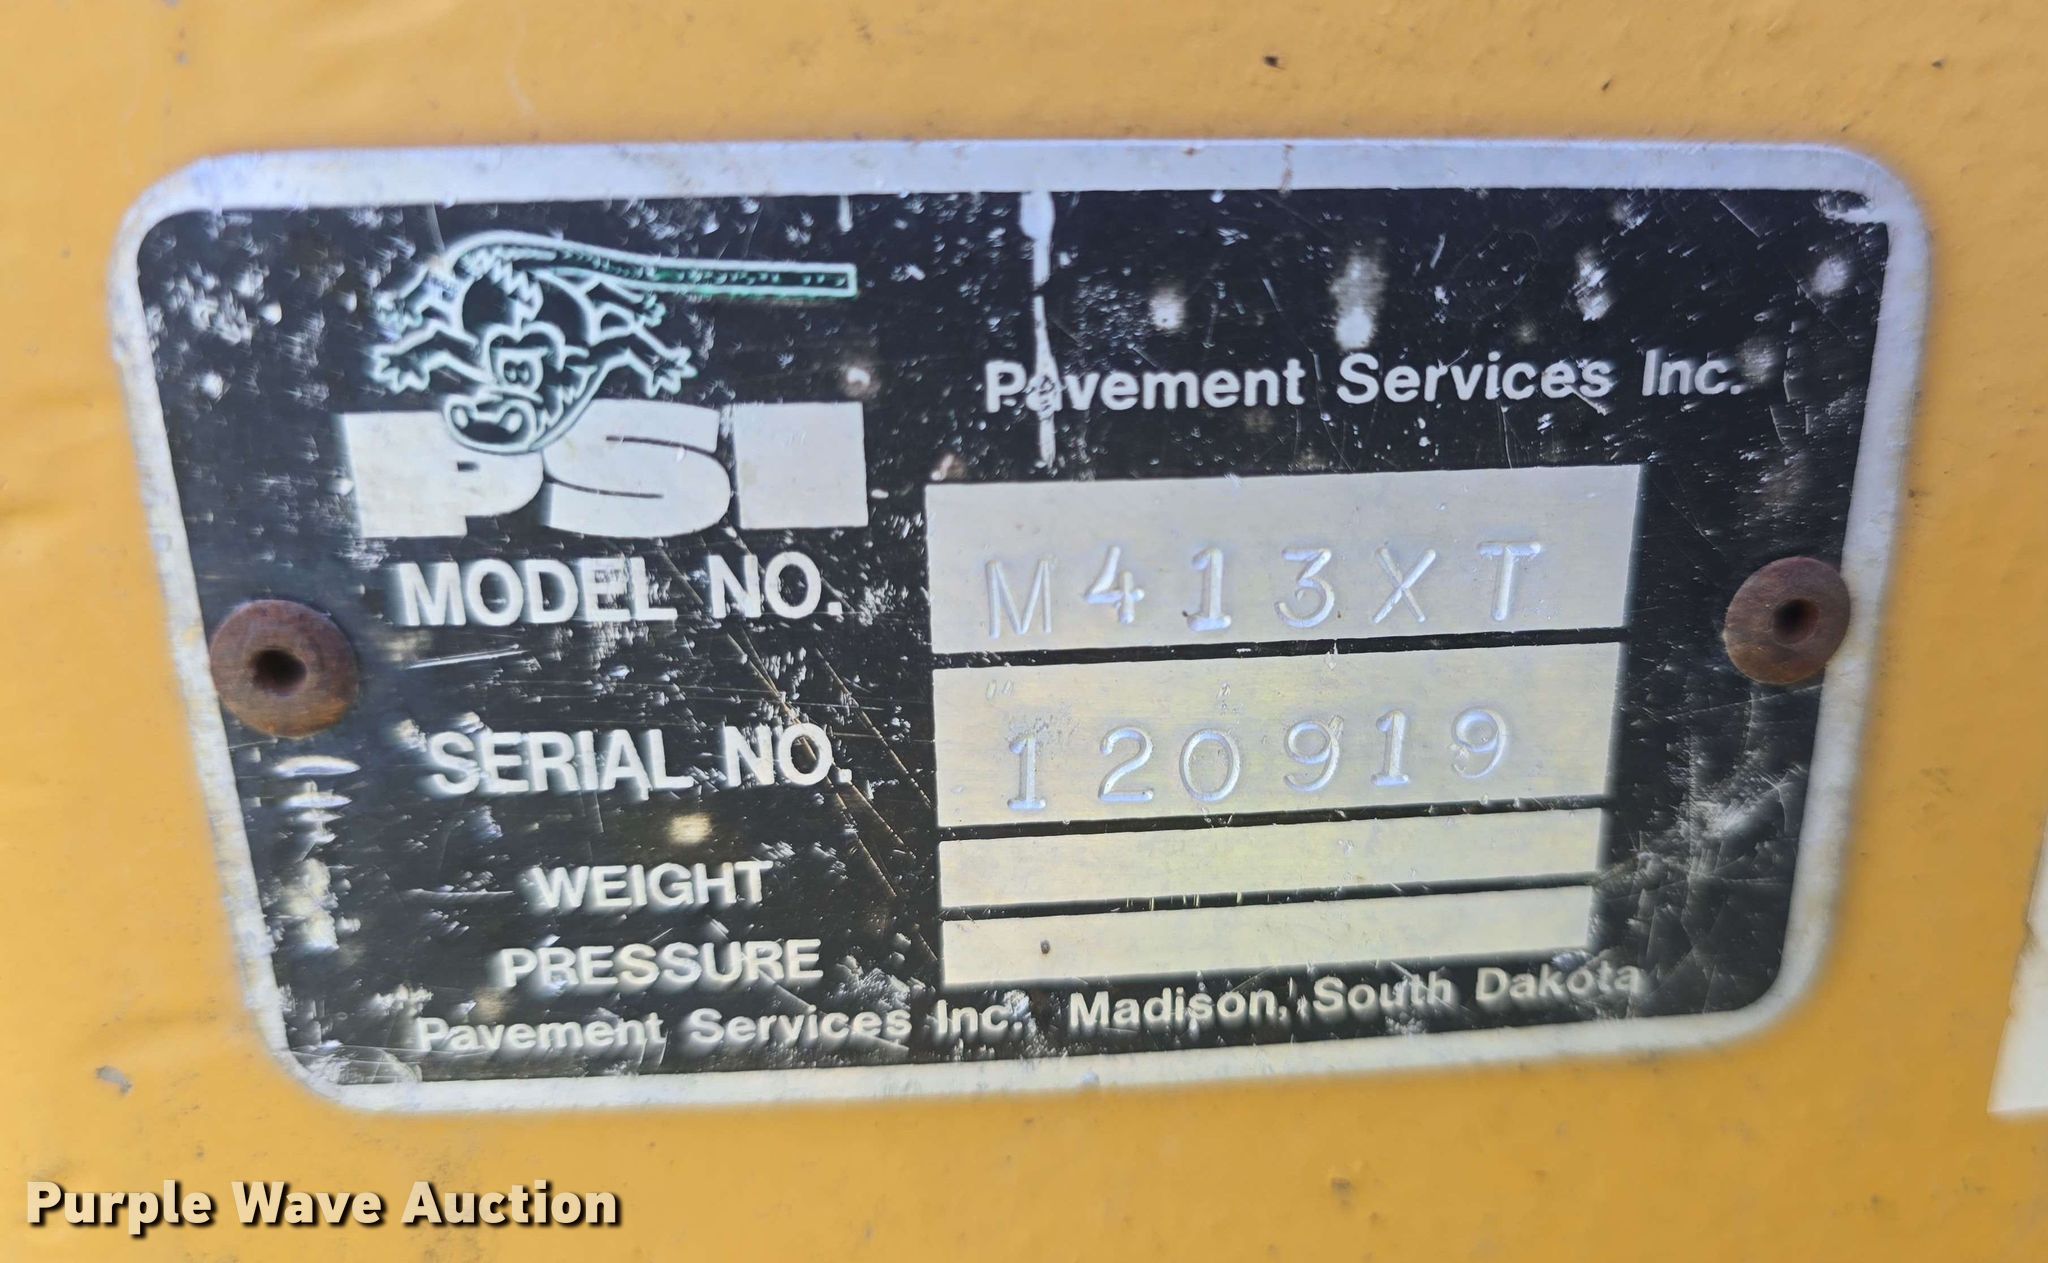 Pavement Services Inc.
PSI
MODEL NO. M413XT
SERIAL NO. 120919
WEIGHT
PRESSURE
Pavement Services Inc. Madison, South Dakota
Purple Wave Auction